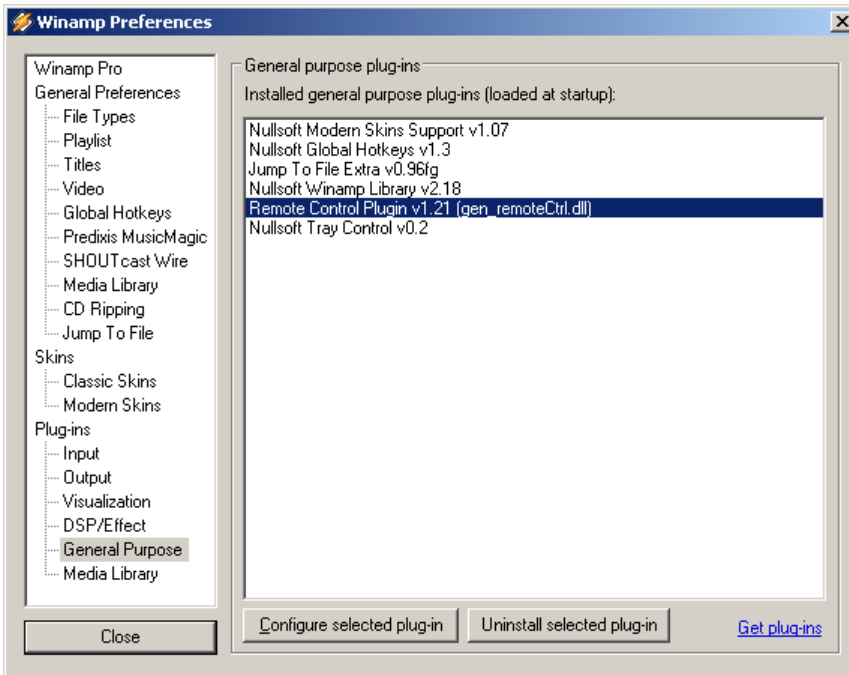 Winamp Preferences
Winamp Pro
General Preferences
File Types
Playlist
Titles
Video
Global Hotkeys
Predixis MusicMagic
SHOUTcast Wire
Media Library
CD Ripping
Jump To File
Skins
Classic Skins
Modern Skins
Plug-ins
Input
Output
Visualization
DSP/Effect
General Purpose
Media Library
Close
General purpose plug-ins
Installed general purpose plug-ins (loaded at startup):
Nullsoft Modern Skins Support v1.07
Nullsoft Global Hotkeys v1.3
Jump To File Extra v0.96fg
Nullsoft Winamp Library v2.18
Remote Control Plugin v1.21 (gen_remoteCtrl.dll)
Nullsoft Tray Control v0.2
Configure selected plug-in
Uninstall selected plug-in
Get plug-ins